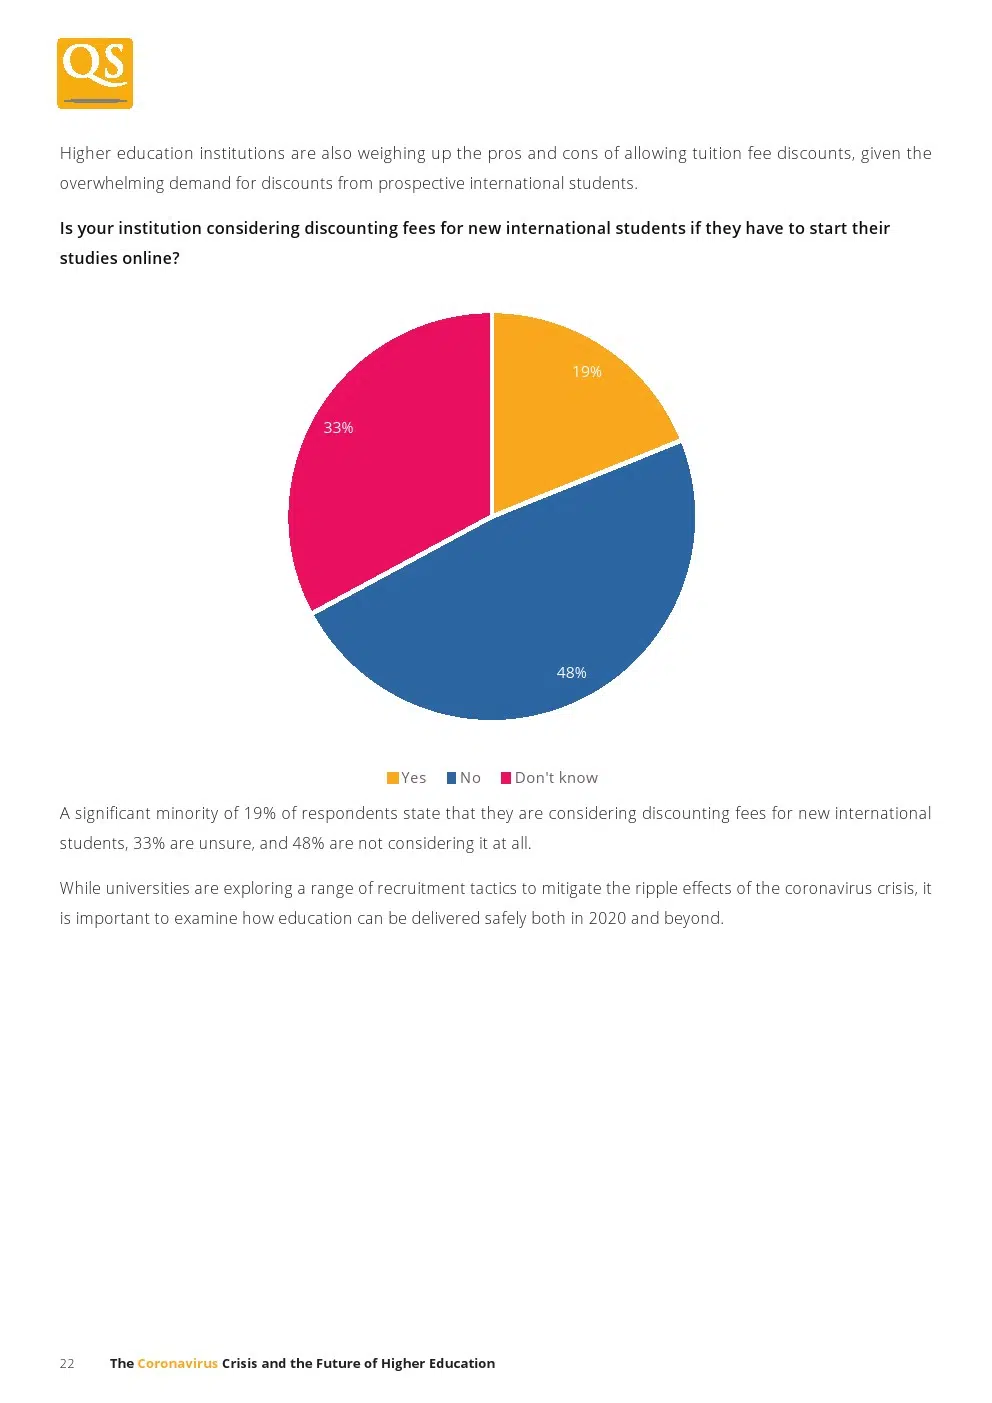 QS
Higher education institutions are also weighing up the pros and cons of allowing tuition fee discounts, given the
overwhelming demand for discounts from prospective international students.
Is your institution considering discounting fees for new international students if they have to start their
studies online?
19%
33%
48%
Yes No Don't know
A significant minority of 19% of respondents state that they are considering discounting fees for new international
students, 33% are unsure, and 48% are not considering it at all.
While universities are exploring a range of recruitment tactics to mitigate the ripple effects of the coronavirus crisis, it
is important to examine how education can be delivered safely both in 2020 and beyond.
22 The Coronavirus Crisis and the Future of Higher Education